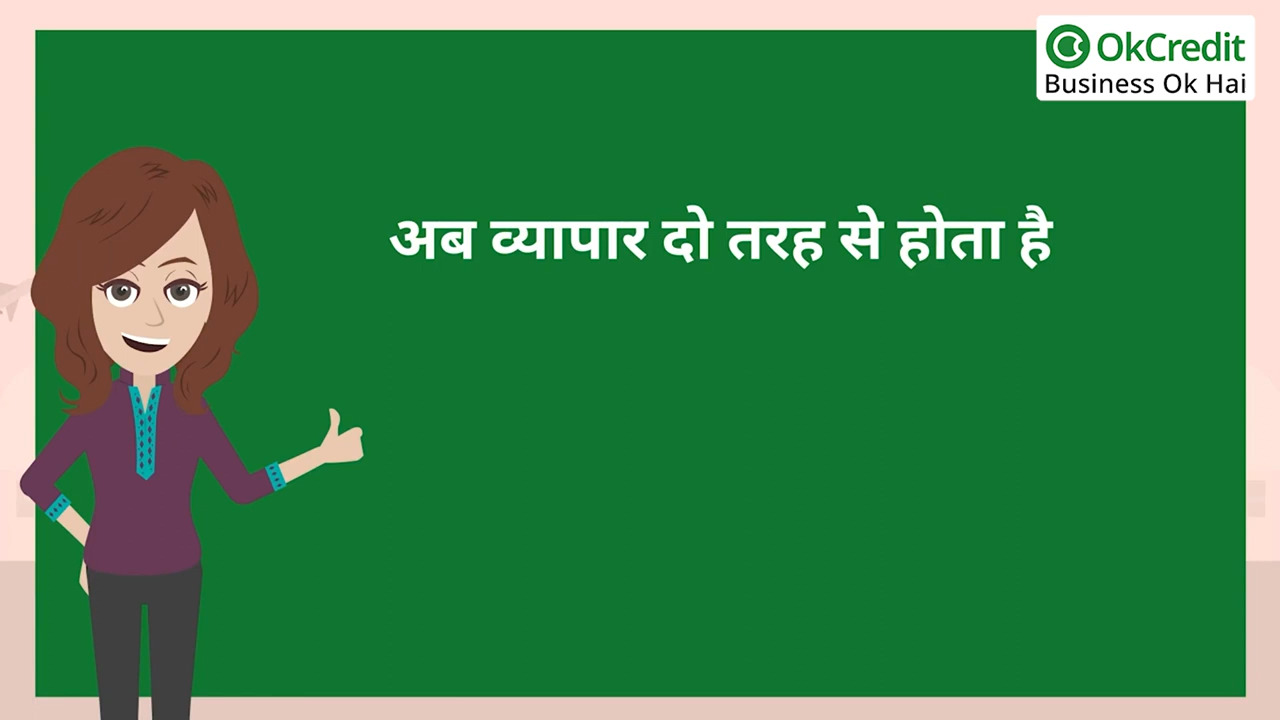 OkCredit
Business Ok Hai
अब व्यापार दो तरह से होता है